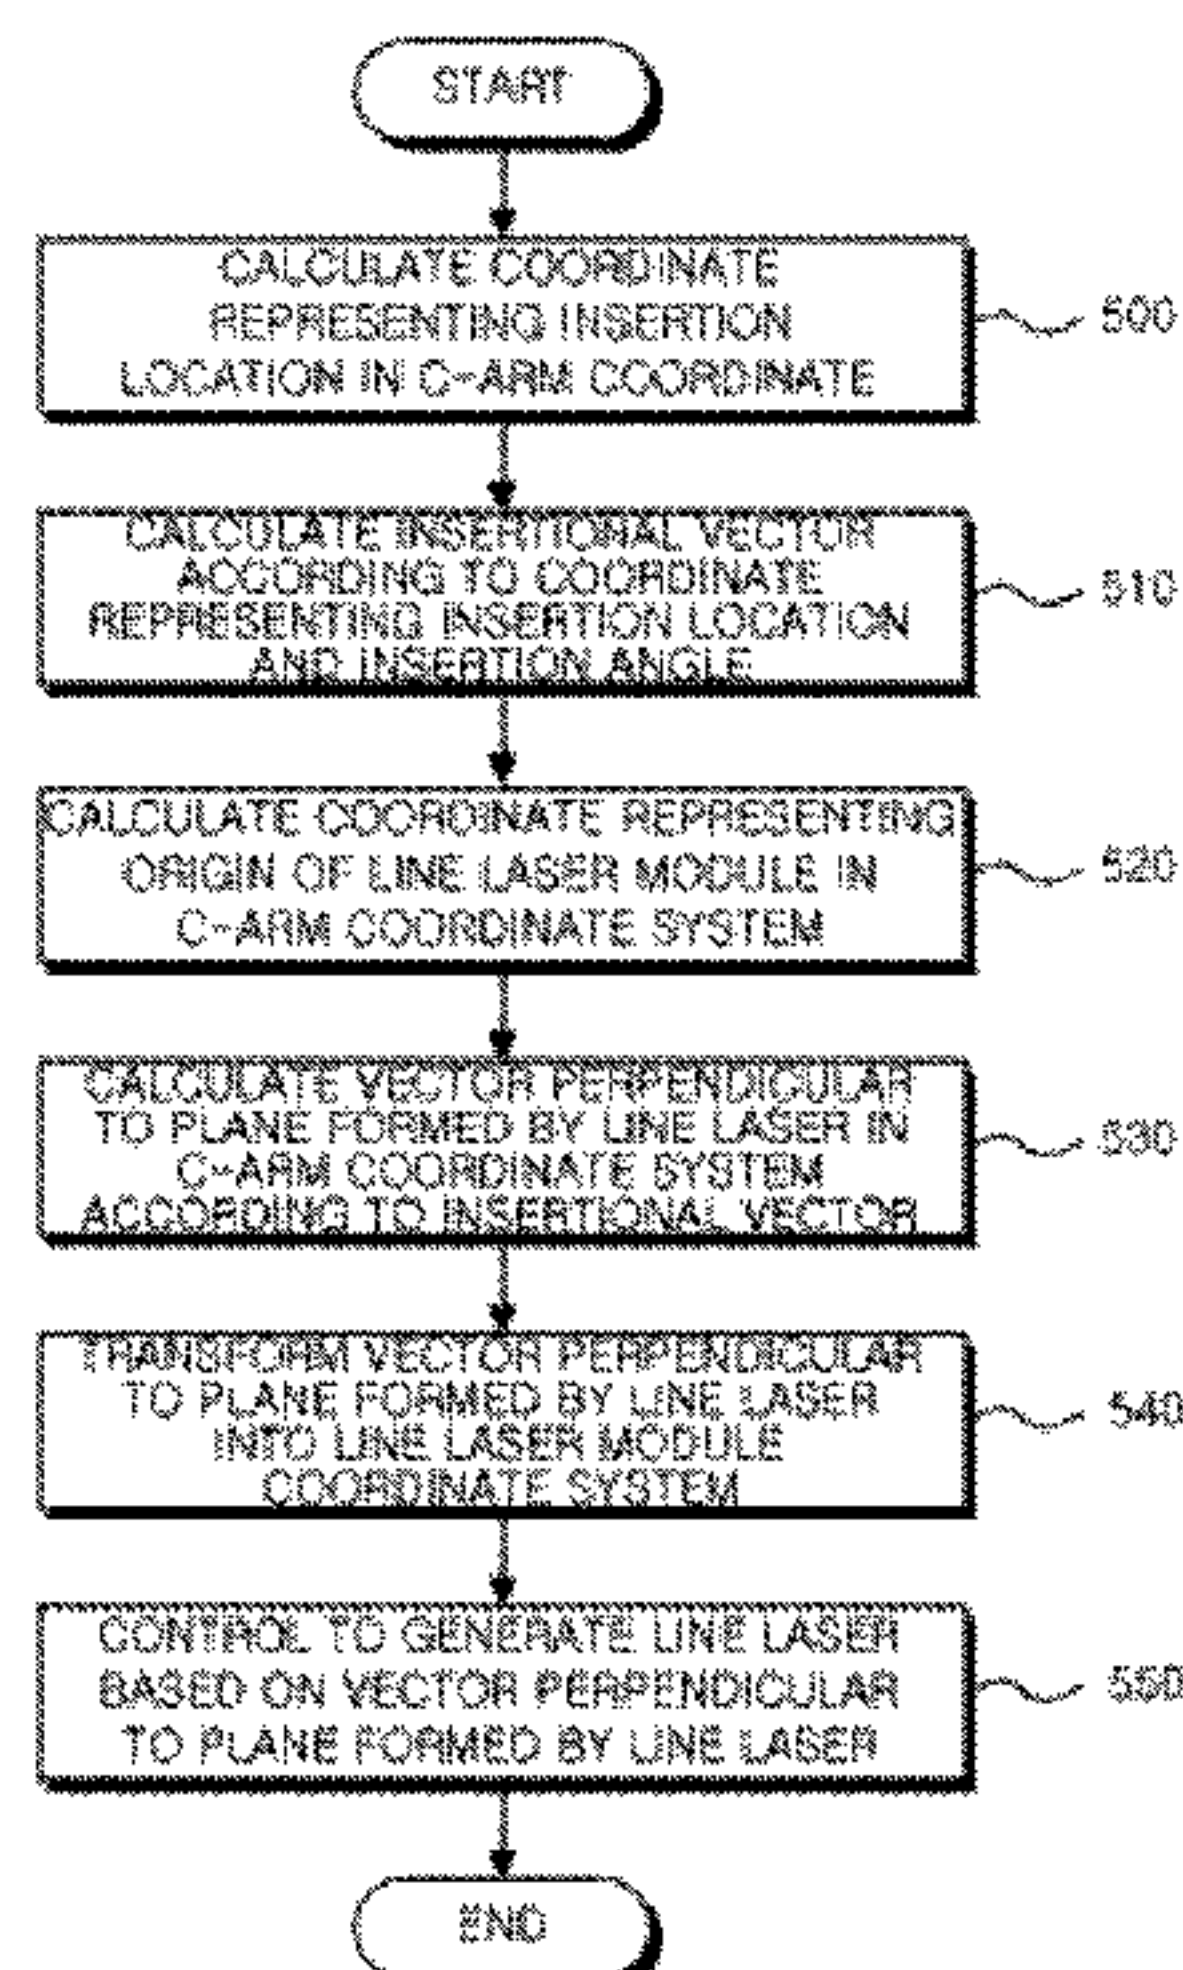 START
CALCULATE COORDINATE
REPRESENTING INSERTION
LOCATION IN C-ARM COORDINATE
500
CALCULATE INSERTIONAL VECTOR
ACCORDING TO COORDINATE
REPRESENTING INSERTION LOCATION
AND INSERTION ANGLE
510
CALCULATE COORDINATE REPRESENTING
ORIGIN OF LINE LASER MODULE IN
C-ARM COORDINATE SYSTEM
520
CALCULATE VECTOR PERPENDICULAR
TO PLANE FORMED BY LINE LASER IN
C-ARM COORDINATE SYSTEM
ACCORDING TO INSERTIONAL VECTOR
530
TRANSFORM VECTOR PERPENDICULAR
TO PLANE FORMED BY LINE LASER
INTO LINE LASER MODULE
COORDINATE SYSTEM
540
CONTROL TO GENERATE LINE LASER
BASED ON VECTOR PERPENDICULAR
TO PLANE FORMED BY LINE LASER
550
END